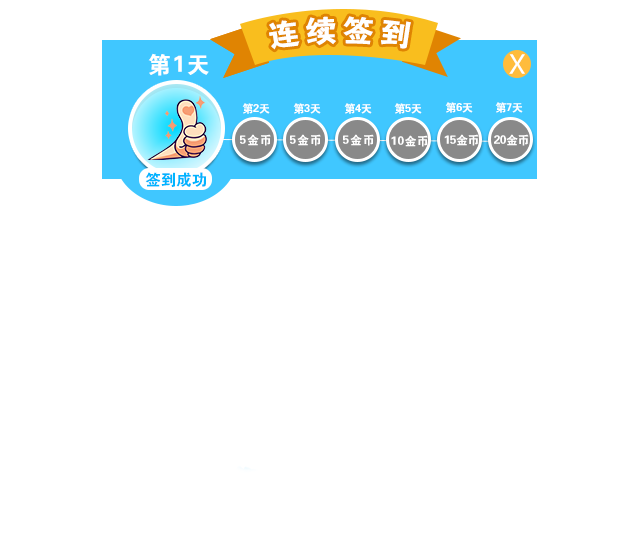 连续签到
第1天
X
第2天 第3天 第4天 第5天 第6天 第7天
5金币 5金币 5金币 10金币 15金币 20金币
签到成功